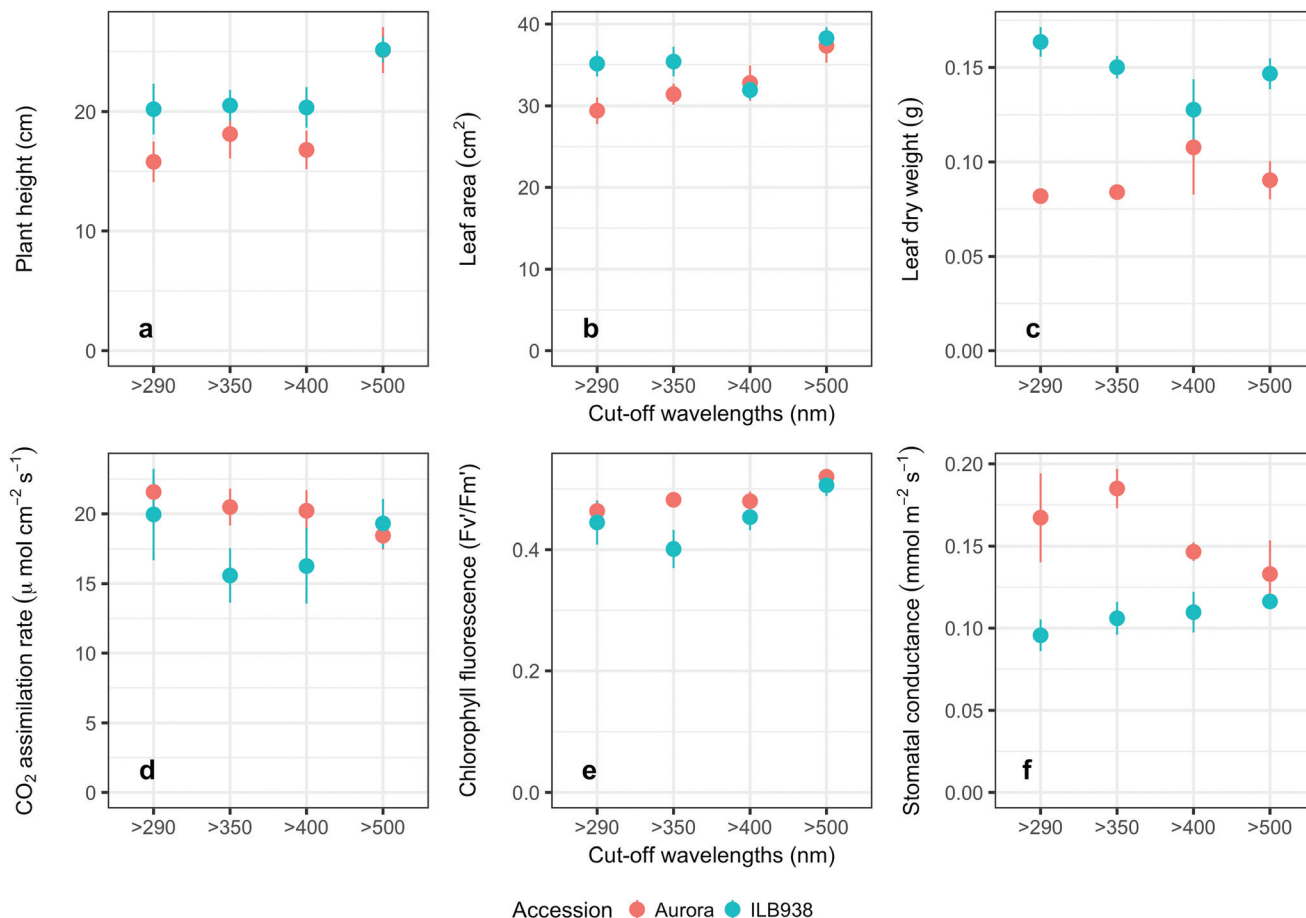 Plant height (cm)
20
10
0
a
>290 >350 >400 >500
Leaf area (cm²)
40
30
20
10
0
b
>290 >350 >400 >500
Cut-off wavelengths (nm)
Leaf dry weight (g)
0.15
0.10
0.05
0.00
c
>290 >350 >400 >500
CO₂ assimilation rate (μ mol cm⁻² s⁻¹)
20
15
10
5
0
d
>290 >350 >400 >500
Chlorophyll fluorescence (Fv'/Fm')
0.4
0.2
0.0
e
>290 >350 >400 >500
Cut-off wavelengths (nm)
Stomatal conductance (mmol m⁻² s⁻¹)
0.20
0.15
0.10
0.05
0.00
f
>290 >350 >400 >500
Accession Aurora ILB938